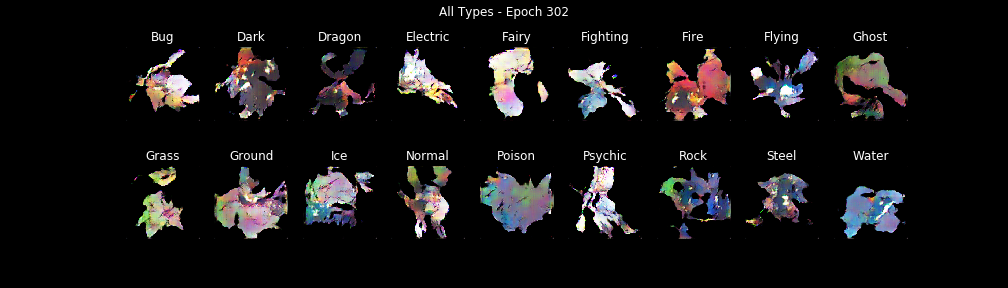 All Types - Epoch 302
Bug Dark Dragon Electric Fairy Fighting Fire Flying Ghost
Grass Ground Ice Normal Poison Psychic Rock Steel Water